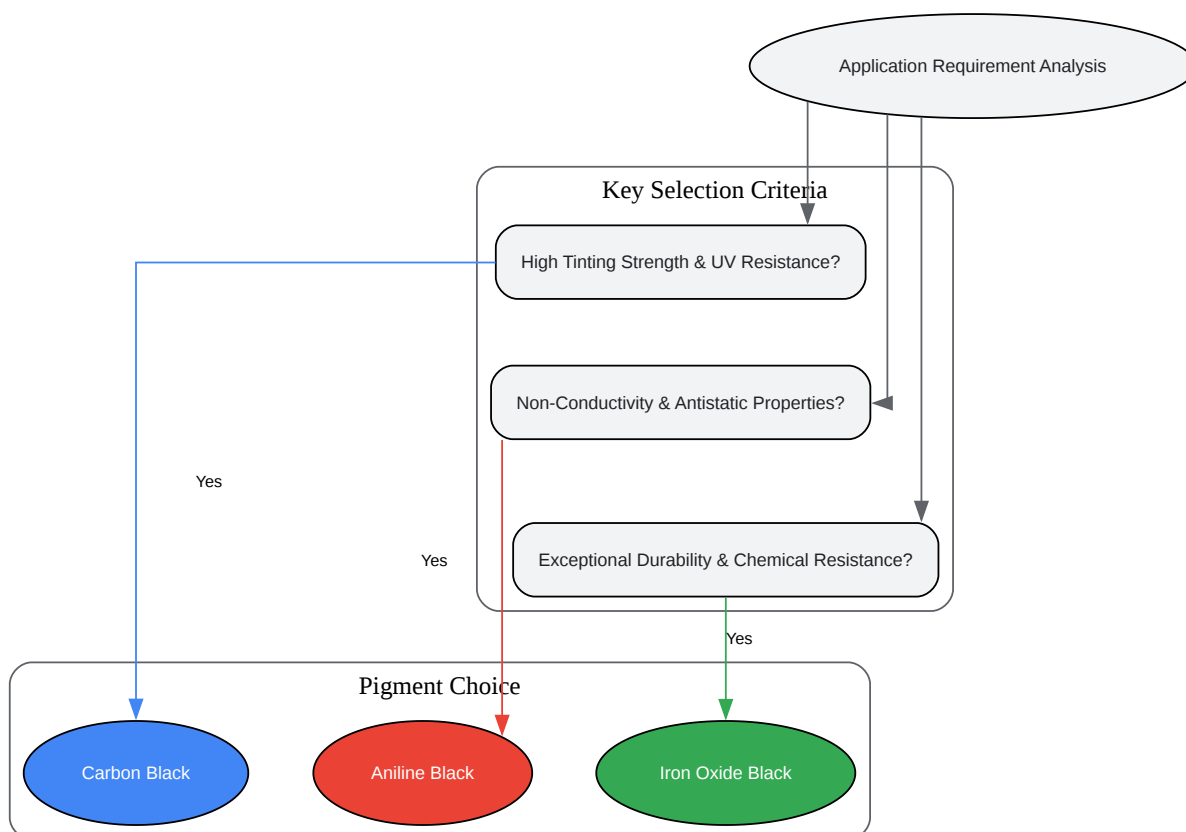 Application Requirement Analysis
Key Selection Criteria
High Tinting Strength & UV Resistance?
Non-Conductivity & Antistatic Properties?
Yes
Exceptional Durability & Chemical Resistance?
Yes
Yes
Pigment Choice
Carbon Black
Aniline Black
Iron Oxide Black